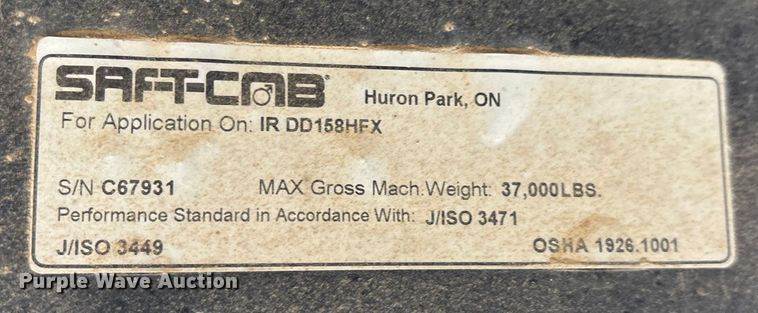 SAF-T-CAB® Huron Park, ON
For Application On: IR DD158HFX
S/N C67931 MAX Gross Mach.Weight: 37,000LBS.
Performance Standard in Accordance With: J/ISO 3471
J/ISO 3449 OSHA 1926.1001
Purple Wave Auction